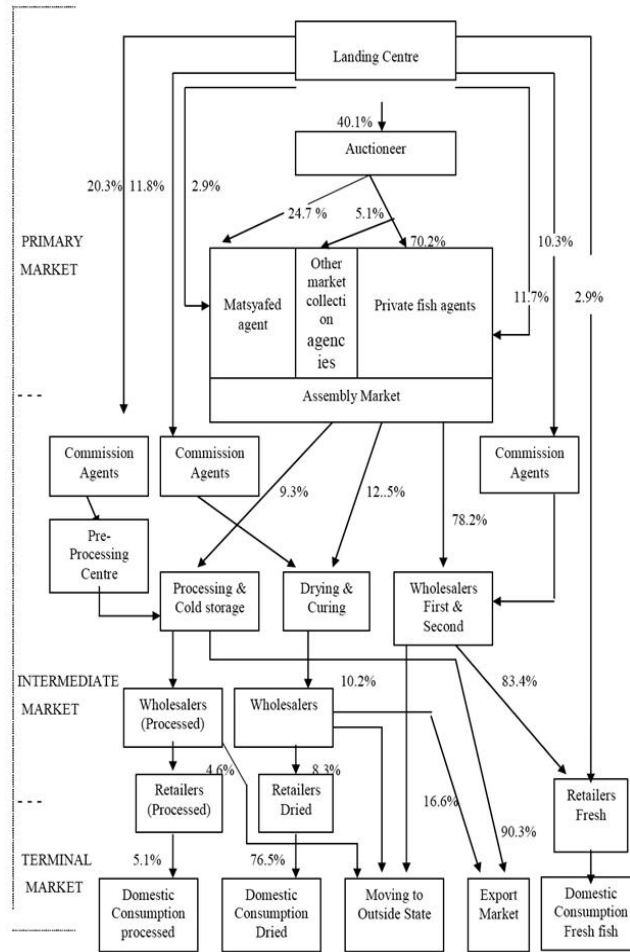 Landing Centre
40.1%
Auctioneer
20.3%
11.8%
2.9%
24.7 %
5.1%
70.2%
10.3%
PRIMARY
MARKET
11.7%
2.9%
Matsyafed
agent
Other
market
collecti
on
agenc
ies
Private fish agents
Assembly Market
Commission
Agents
Commission
Agents
Commission
Agents
9.3%
12..5%
78.2%
Pre-
Processing
Centre
Processing &
Cold storage
Drying &
Curing
Wholesalers
First &
Second
INTERMEDIATE
MARKET
10.2%
83.4%
Wholesalers
(Processed)
Wholesalers
4.6%
8.3%
Retailers
(Processed)
Retailers
Dried
16.6%
90.3%
Retailers
Fresh
TERMINAL
MARKET
5.1%
76.5%
Domestic
Consumption
processed
Domestic
Consumption
Dried
Moving to
Outside State
Export
Market
Domestic
Consumption
Fresh fish